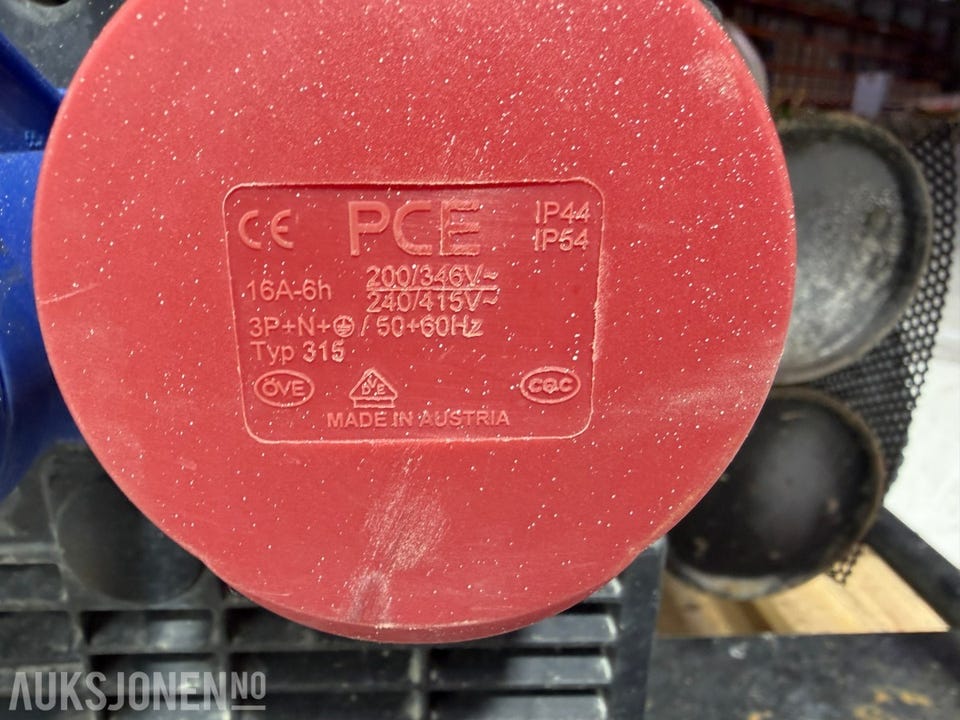 CE PCE IP44
IP54
16A-6h 200/346V~
240/415V~
3P+N+⏚ / 50+60Hz
Typ 315
ÖVE VDE CQC
MADE IN AUSTRIA
AUKSJONEN.NO